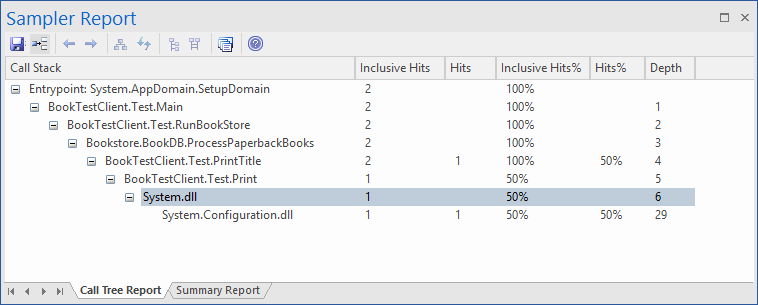 Sampler Report
Call Stack Inclusive Hits Hits Inclusive Hits% Hits% Depth
Entrypoint: System.AppDomain.SetupDomain 2 100%
BookTestClient.Test.Main 2 100% 1
BookTestClient.Test.RunBookStore 2 100% 2
Bookstore.BookDB.ProcessPaperbackBooks 2 100% 3
BookTestClient.Test.PrintTitle 2 1 100% 50% 4
BookTestClient.Test.Print 1 50% 5
System.dll 1 50% 6
System.Configuration.dll 1 1 50% 50% 29
Call Tree Report Summary Report